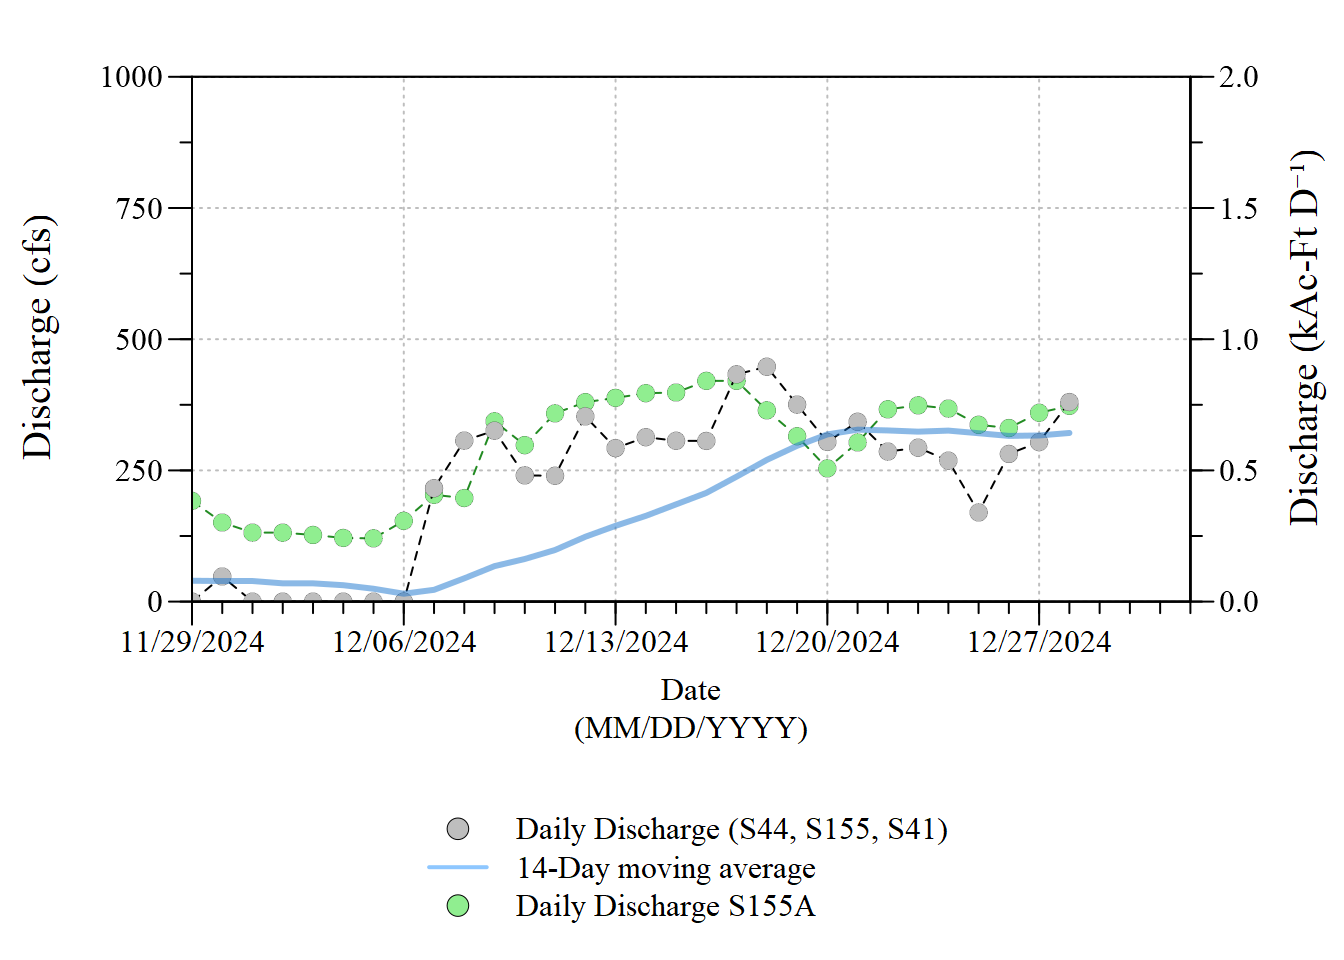 1000
750
500
250
0
Discharge (cfs)
2.0
1.5
1.0
0.5
0.0
Discharge (kAc-Ft D⁻¹)
11/29/2024 12/06/2024 12/13/2024 12/20/2024 12/27/2024
Date
(MM/DD/YYYY)
Daily Discharge (S44, S155, S41)
14-Day moving average
Daily Discharge S155A